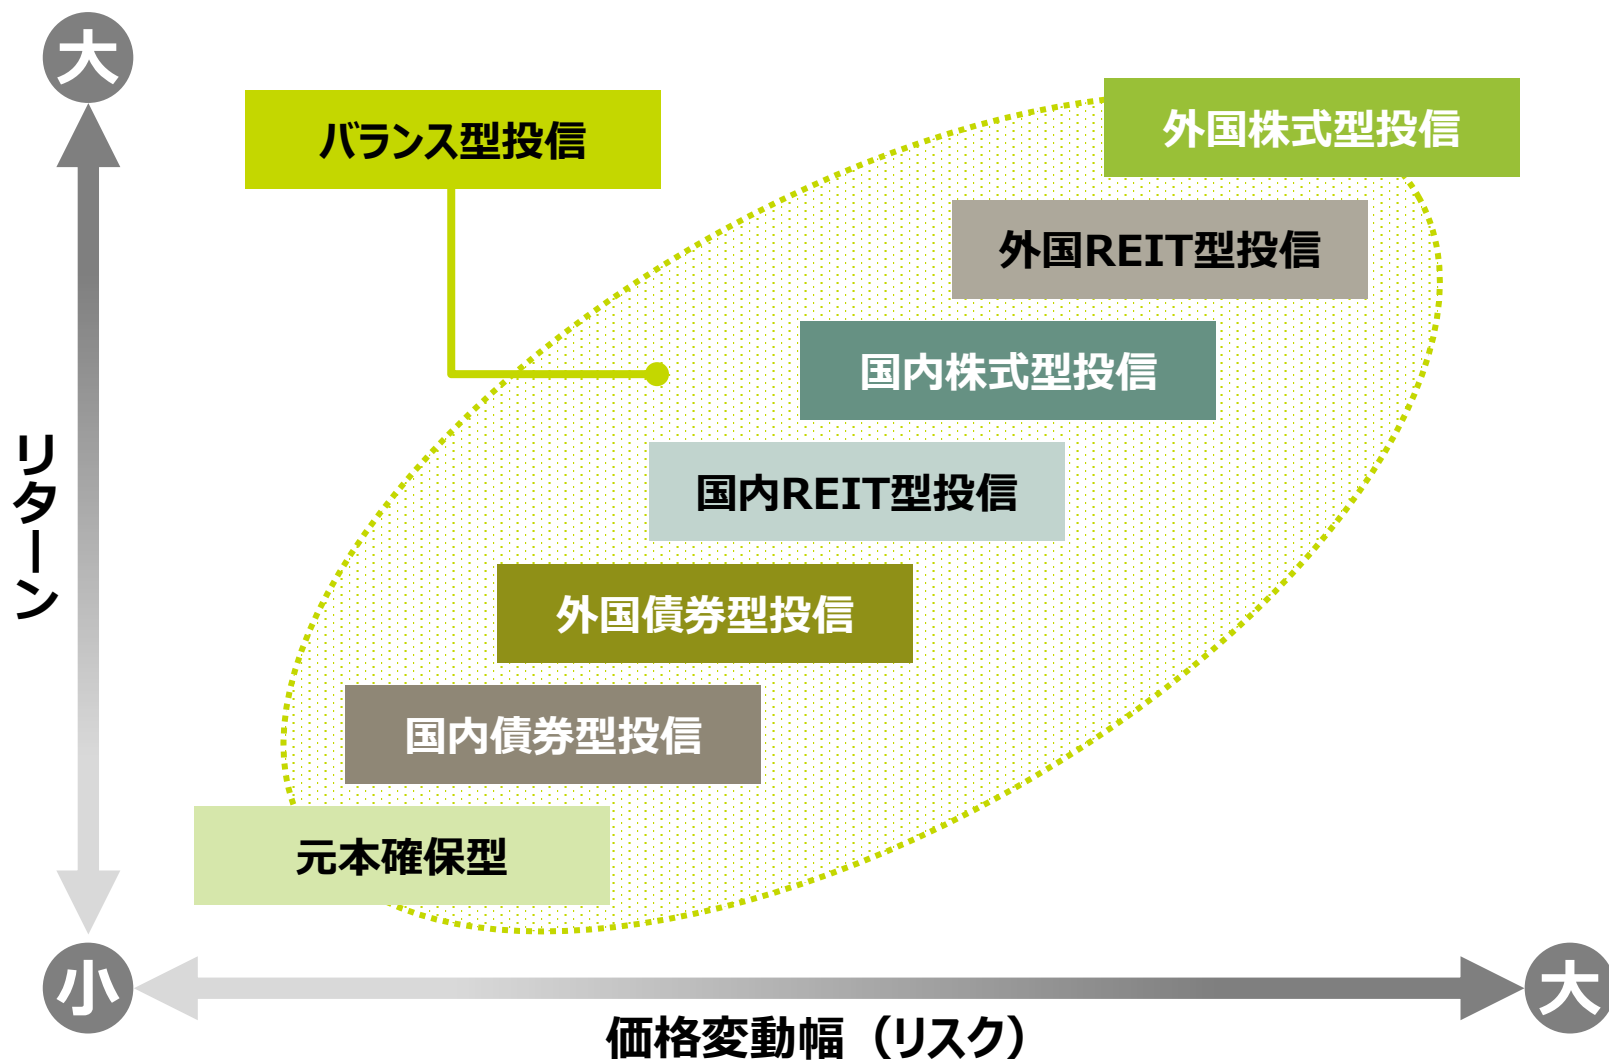 大
バランス型投信
外国株式型投信
外国REIT型投信
国内株式型投信
リターン
国内REIT型投信
外国債券型投信
国内債券型投信
元本確保型
小
大
価格変動幅（リスク）